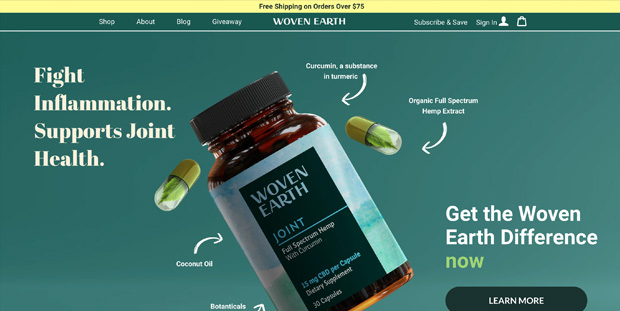 Free Shipping on Orders Over $75
Shop About Blog Giveaway WOVEN EARTH Subscribe & Save Sign In
Fight
Inflammation.
Supports Joint
Health.
Curcumin, a substance
in turmeric
Organic Full Spectrum
Hemp Extract
WOVEN
EARTH
JOINT
Full Spectrum Hemp
With Curcumin
15 mg CBD per Capsule
Dietary Supplement
30 Capsules
Coconut Oil
Botanticals
Get the Woven
Earth Difference
now
LEARN MORE